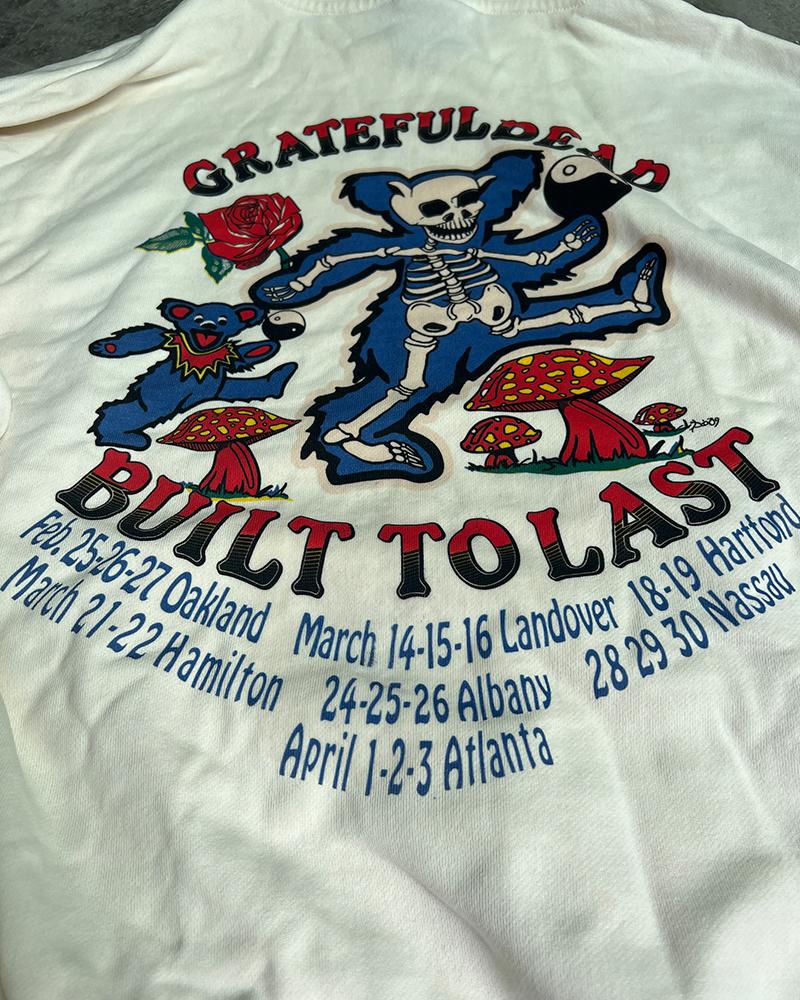 GRATEFUL DEAD
BUILT TO LAST
Feb. 25-26-27 Oakland March 14-15-16 Landover 18-19 Hartfond
March 21-22 Hamilton 24-25-26 Albany 28 29 30 Nassau
April 1-2-3 Atlanta